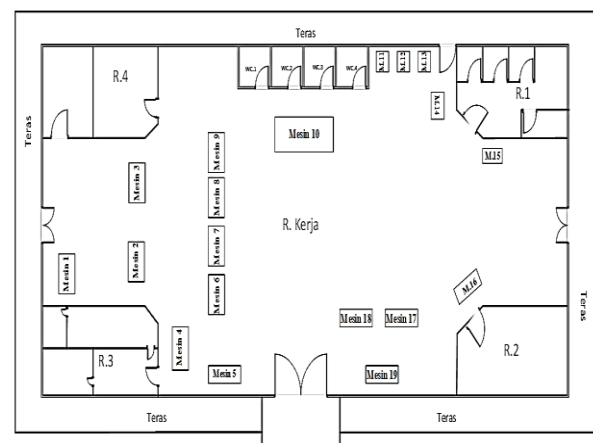 Teras
Teras
R.4
WC.1
WC.2
WC.3
WC.4
M.11
M.12
M.13
R.1
M.14
Mesin 10
Mesin 9
M.15
Mesin 3
Mesin 8
R. Kerja
Mesin 7
Mesin 2
Mesin 1
Mesin 6
M.16
Teras
Mesin 18
Mesin 17
Mesin 4
R.3
R.2
Mesin 5
Mesin 19
Teras
Teras